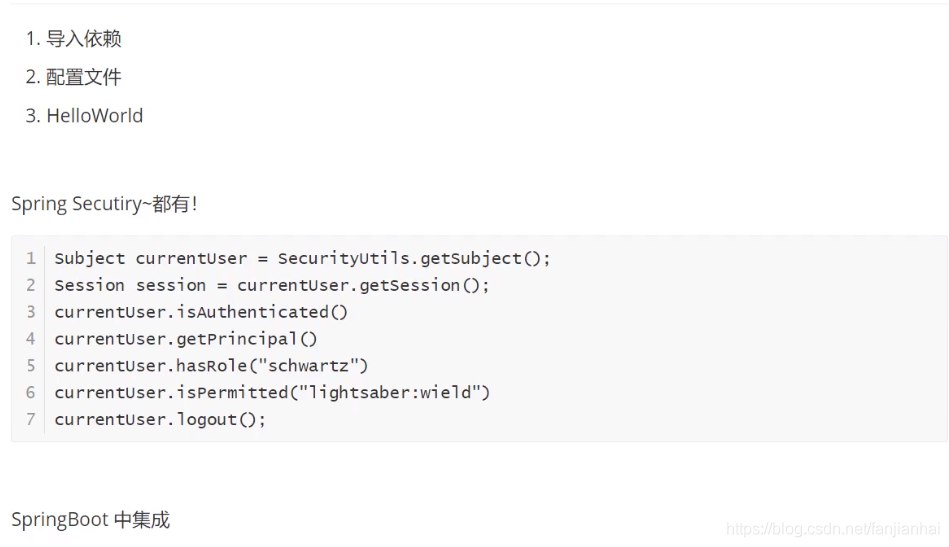 1. 导入依赖
2. 配置文件
3. HelloWorld
Spring Secutiry~都有！
1 Subject currentUser = SecurityUtils.getSubject();
2 Session session = currentUser.getSession();
3 currentUser.isAuthenticated()
4 currentUser.getPrincipal()
5 currentUser.hasRole("schwartz")
6 currentUser.isPermitted("lightsaber:wield")
7 currentUser.logout();
SpringBoot 中集成
https://blog.csdn.net/fanjianhai